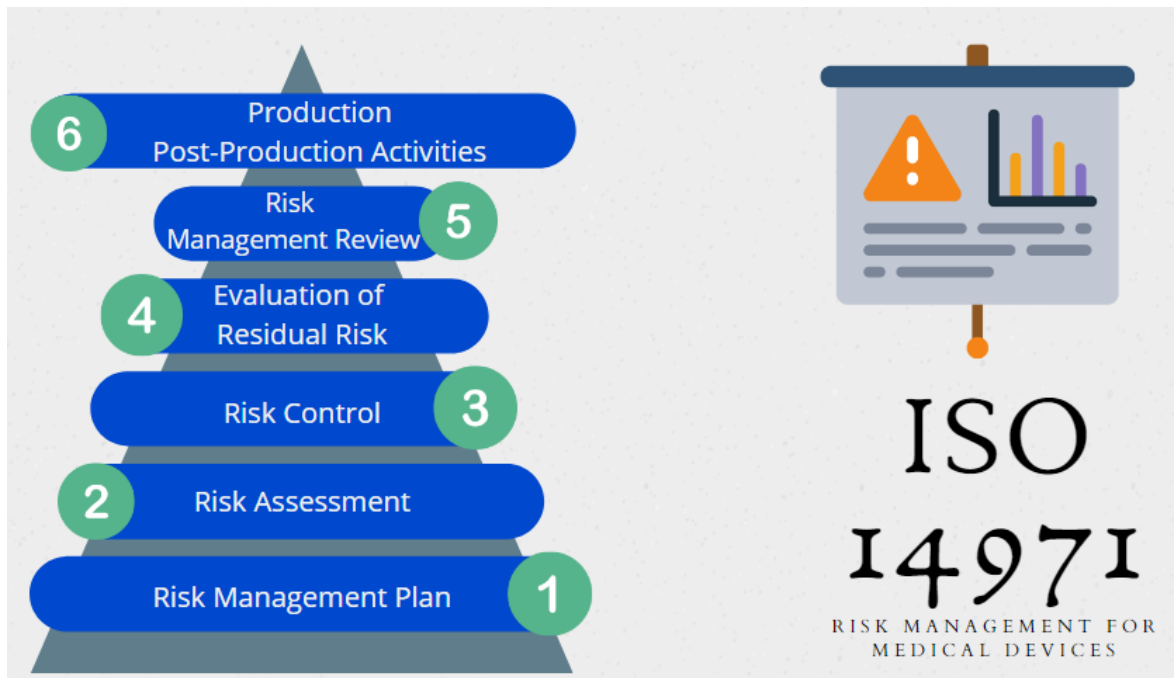 6
Production
Post-Production Activities
Risk
Management Review
5
4
Evaluation of
Residual Risk
Risk Control
3
2
Risk Assessment
Risk Management Plan
1
ISO
14971
RISK MANAGEMENT FOR
MEDICAL DEVICES